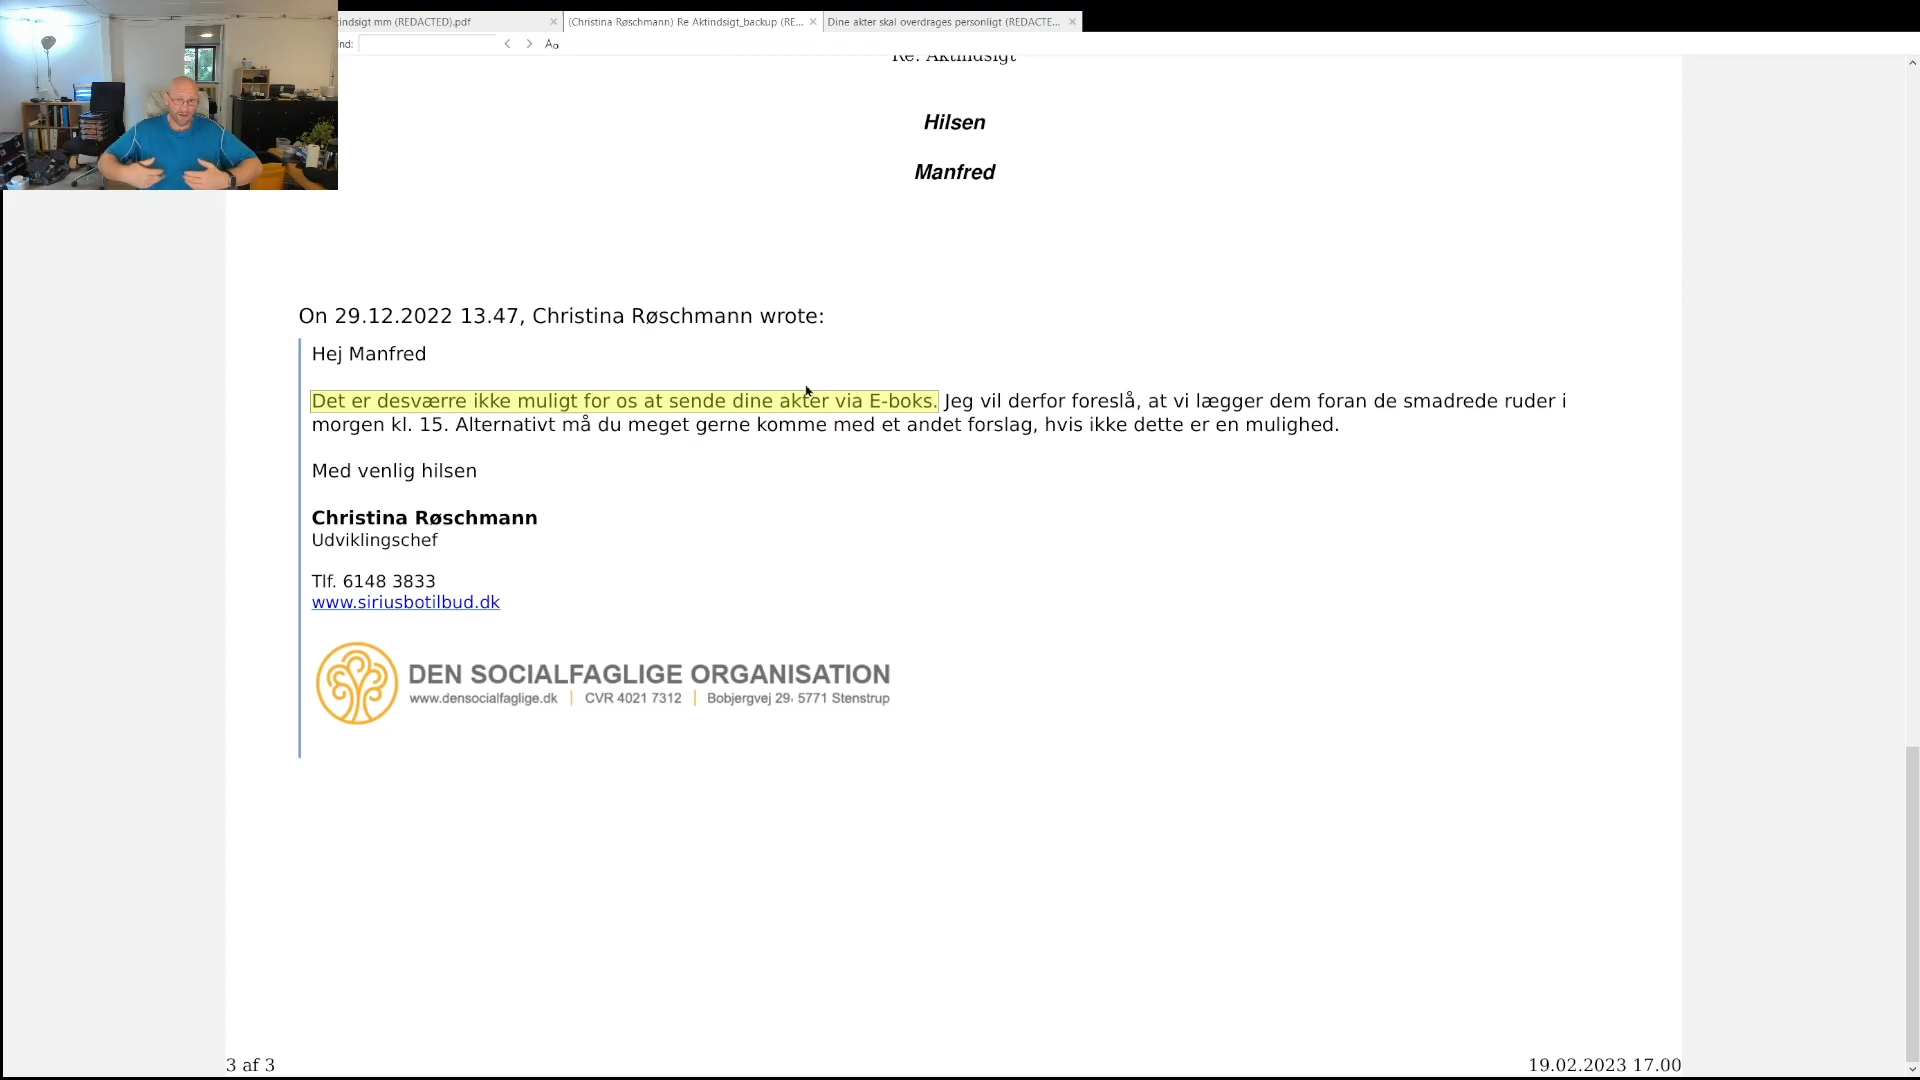 indsigt mm (REDACTED).pdf
(Christina Røschmann) Re Aktindsigt_backup (RE...
Dine akter skal overdrages personligt (REDACTE...
ind:
Re: Aktindsigt
Hilsen
Manfred
On 29.12.2022 13.47, Christina Røschmann wrote:
Hej Manfred
Det er desværre ikke muligt for os at sende dine akter via E-boks. Jeg vil derfor foreslå, at vi lægger dem foran de smadrede ruder i
morgen kl. 15. Alternativt må du meget gerne komme med et andet forslag, hvis ikke dette er en mulighed.
Med venlig hilsen
Christina Røschmann
Udviklingschef
Tlf. 6148 3833
www.siriusbotilbud.dk
DEN SOCIALFAGLIGE ORGANISATION
www.densocialfaglige.dk | CVR 4021 7312 | Bobjergvej 29, 5771 Stenstrup
3 af 3
19.02.2023 17.00